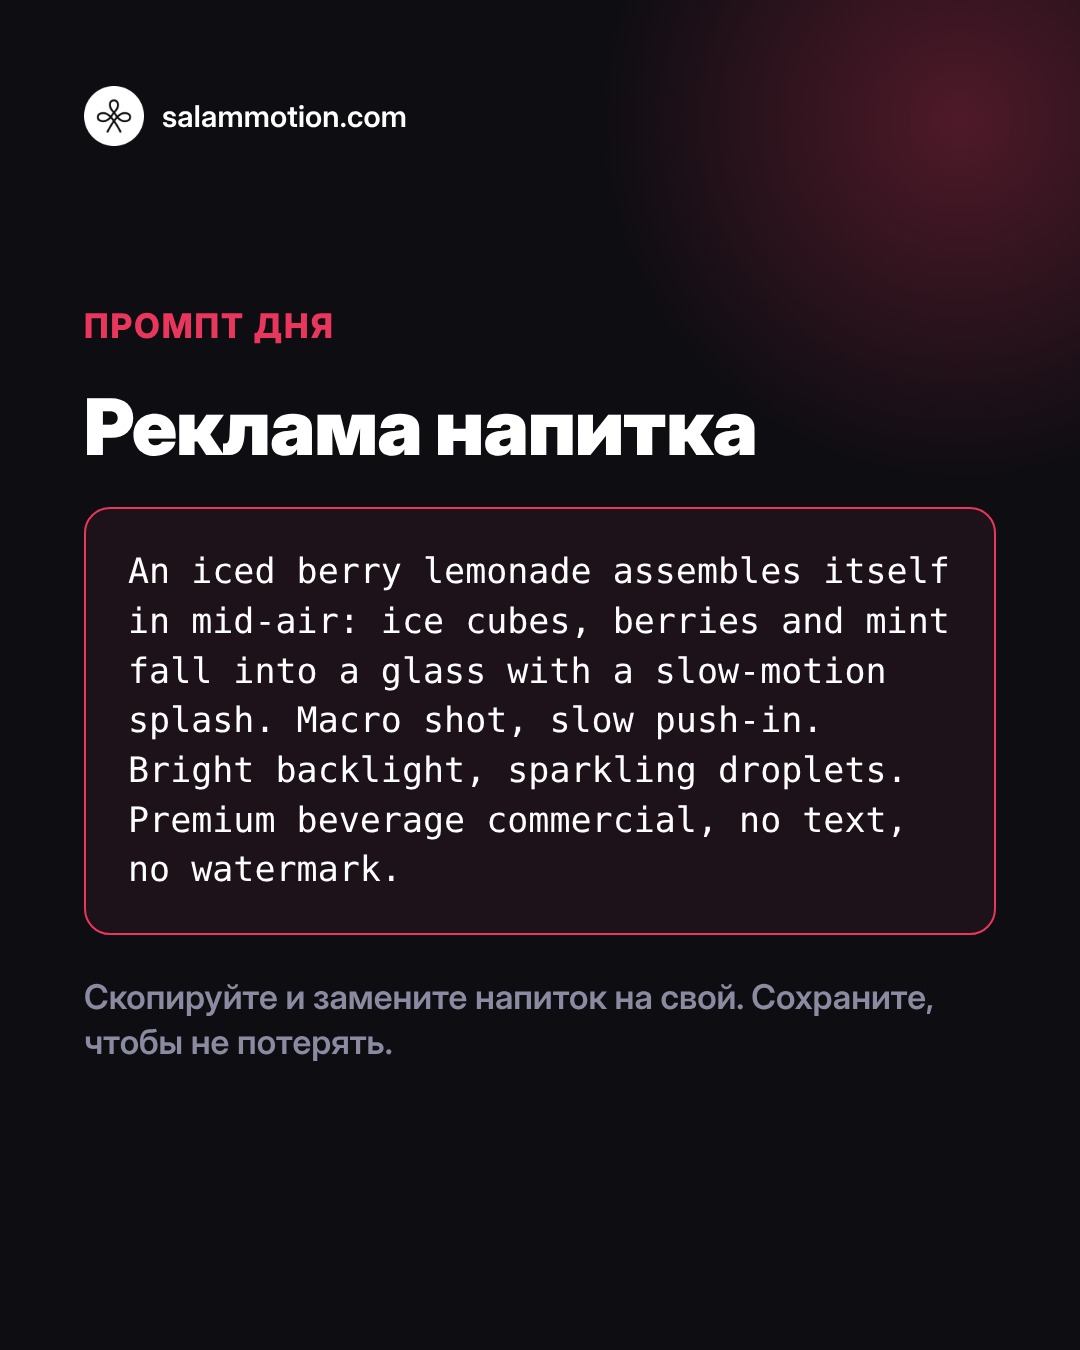 salammotion.com
ПРОМПТ ДНЯ
Реклама напитка
An iced berry lemonade assembles itself
in mid-air: ice cubes, berries and mint
fall into a glass with a slow-motion
splash. Macro shot, slow push-in.
Bright backlight, sparkling droplets.
Premium beverage commercial, no text,
no watermark.
Скопируйте и замените напиток на свой. Сохраните,
чтобы не потерять.